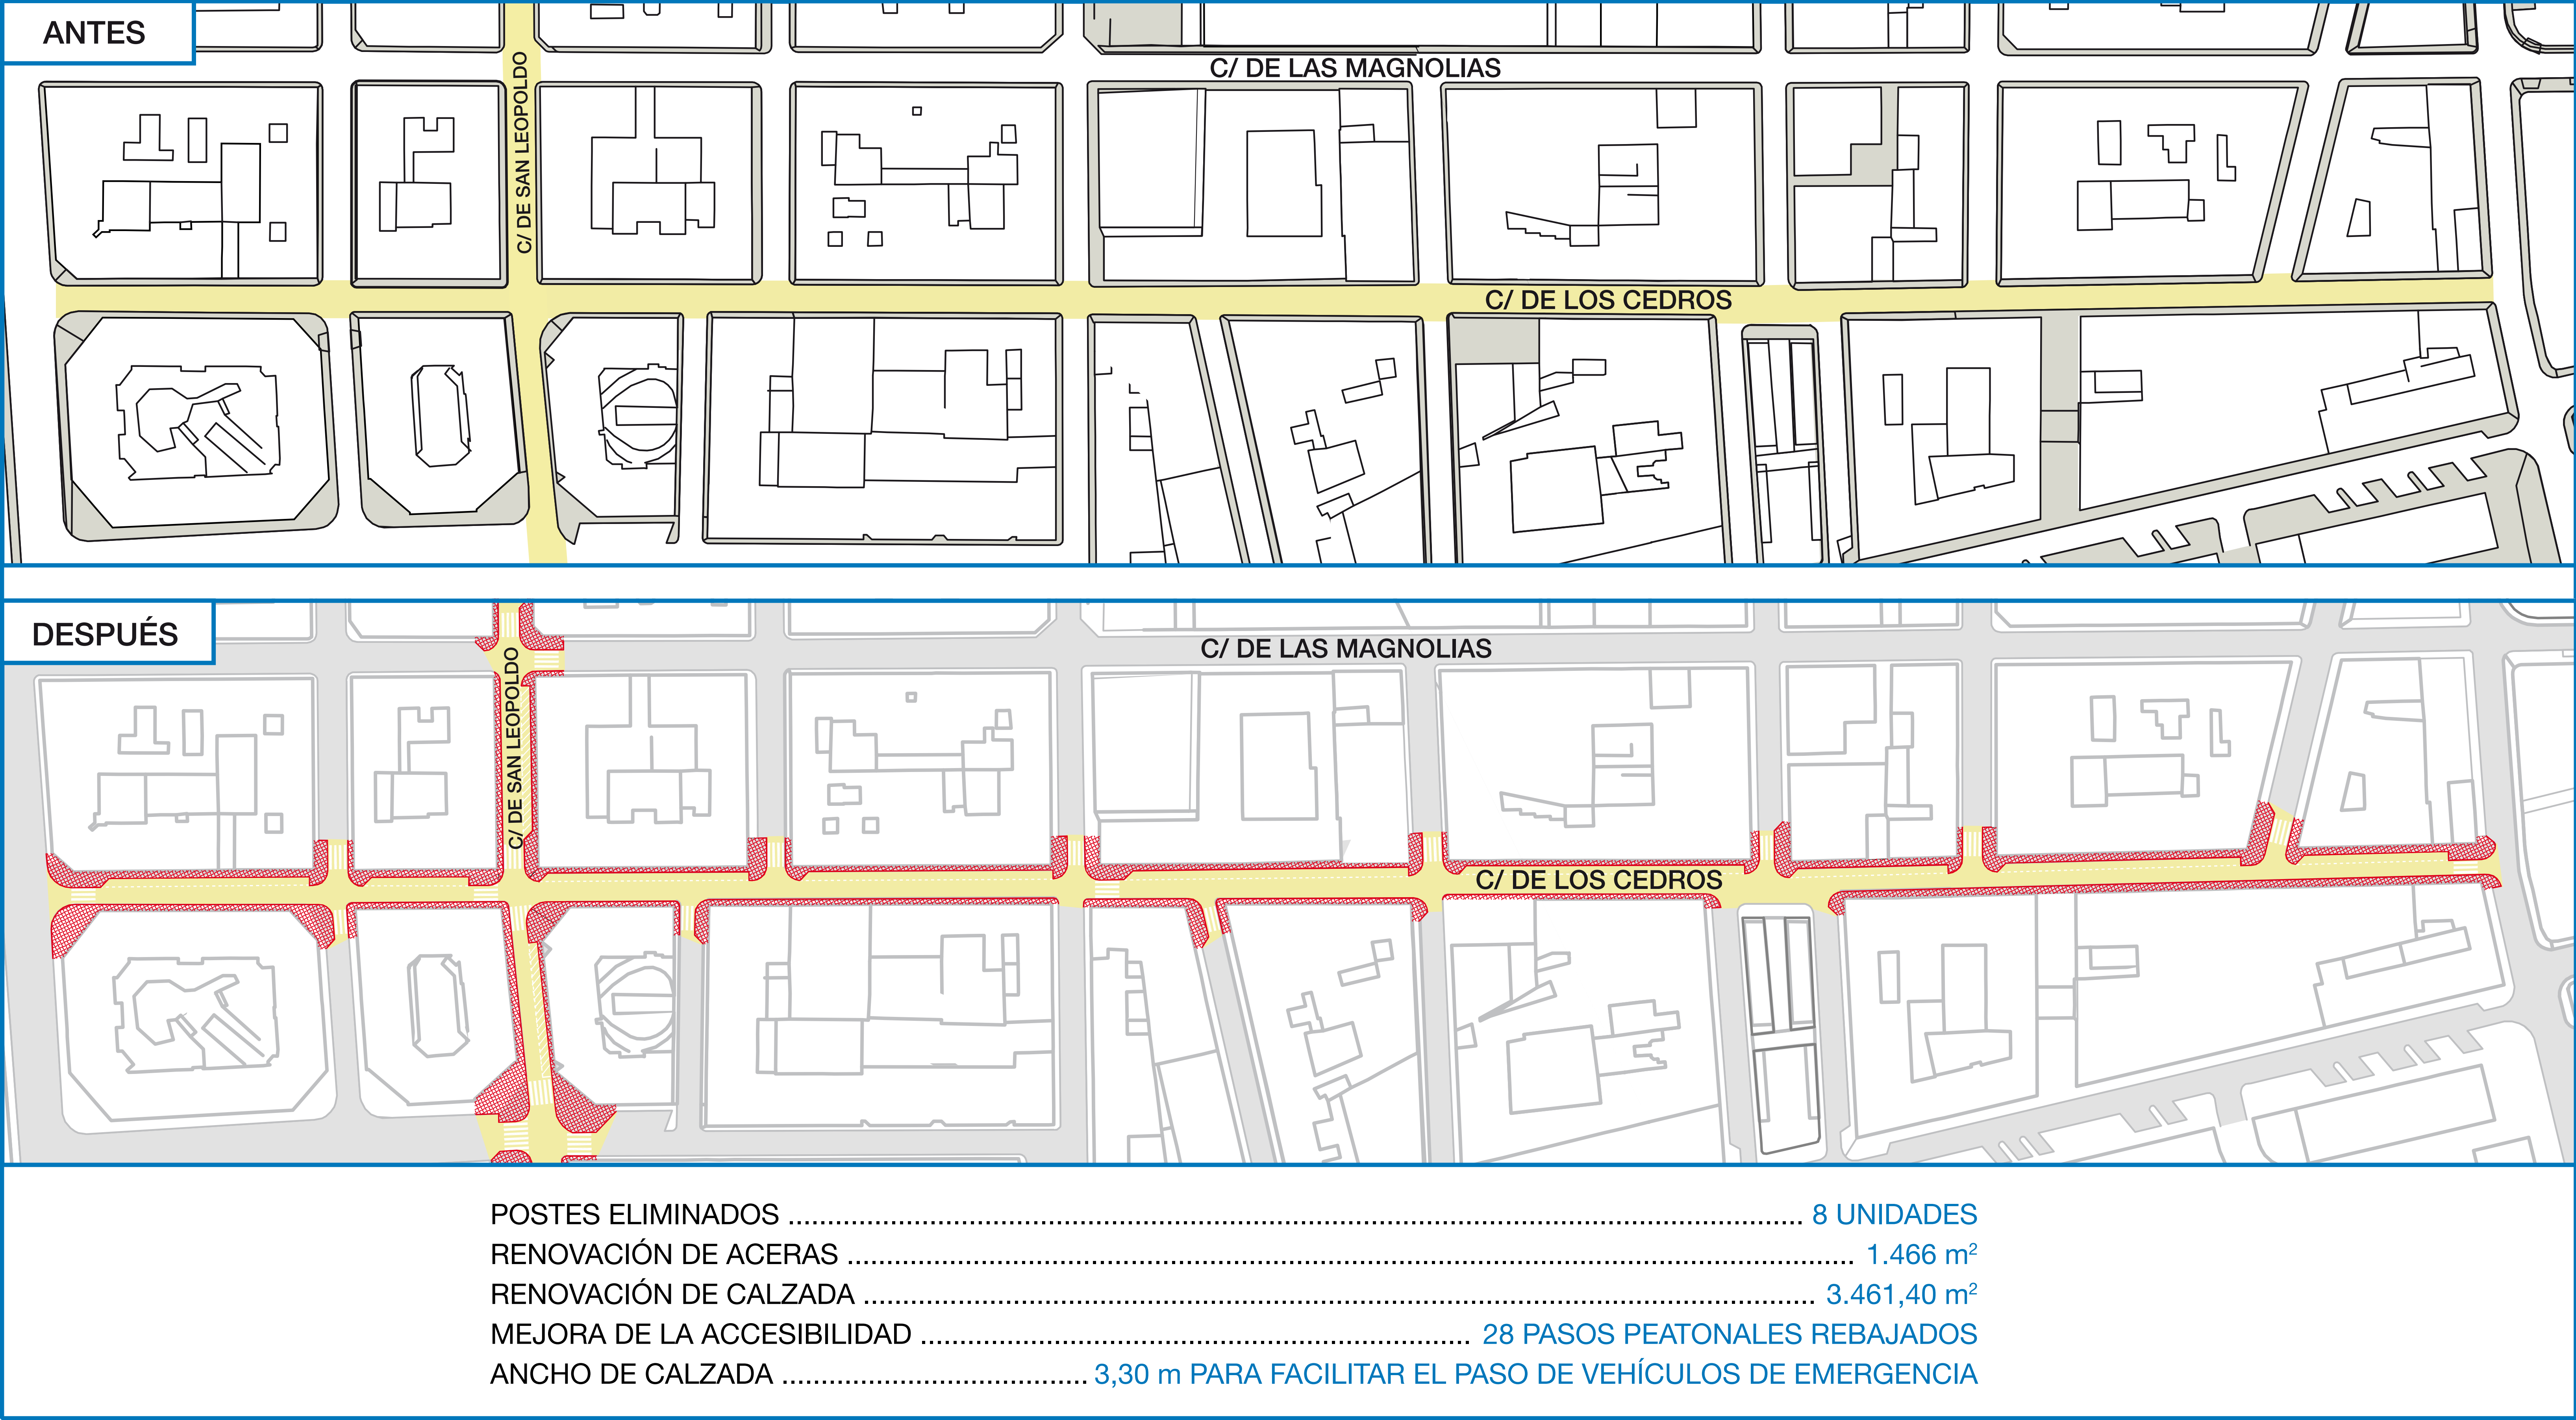 ANTES
C/ DE LAS MAGNOLIAS
C/ DE SAN LEOPOLDO
C/ DE LOS CEDROS
DESPUÉS
C/ DE LAS MAGNOLIAS
C/ DE SAN LEOPOLDO
C/ DE LOS CEDROS
POSTES ELIMINADOS ........ 8 UNIDADES
RENOVACIÓN DE ACERAS ........ 1.466 m²
RENOVACIÓN DE CALZADA ........ 3.461,40 m²
MEJORA DE LA ACCESIBILIDAD ........ 28 PASOS PEATONALES REBAJADOS
ANCHO DE CALZADA ........ 3,30 m PARA FACILITAR EL PASO DE VEHÍCULOS DE EMERGENCIA